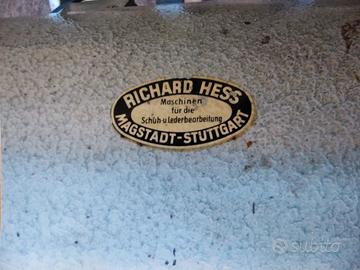 RICHARD HESS
Maschinen
für die
Schuh-u Lederbearbeitung
MAGSTADT-STUTTGART
subito